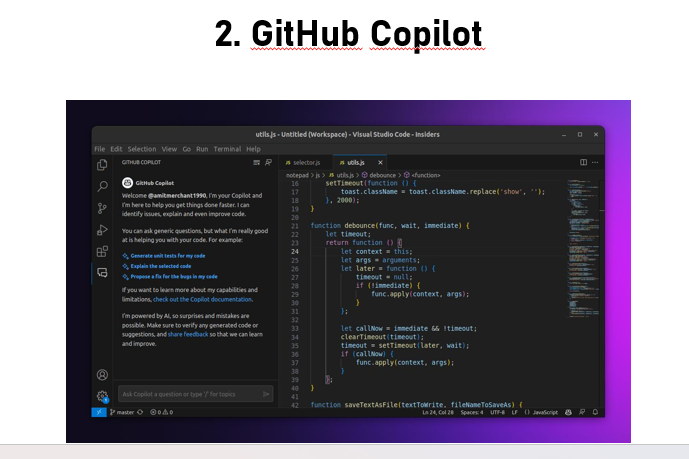 2. GitHub Copilot
utils.js - Untitled (Workspace) - Visual Studio Code - Insiders
File Edit Selection View Go Run Terminal Help
GITHUB COPILOT
GitHub Copilot
Welcome @amitmerchant1990, I'm your Copilot and
I'm here to help you get things done faster. I can
identify issues, explain and even improve code.
You can ask generic questions, but what I'm really good
at is helping you with your code. For example:
Generate unit tests for my code
Explain the selected code
Propose a fix for the bugs in my code
If you want to learn more about my capabilities and
limitations, check out the Copilot documentation.
I'm powered by AI, so surprises and mistakes are
possible. Make sure to verify any generated code or
suggestions, and share feedback so that we can learn
and improve.
Ask Copilot a question or type '/' for topics
JS selector.js JS utils.js
notepad > js > JS utils.js > debounce > <function>
16 setTimeout(function () {
17 toast.className = toast.className.replace('show', '');
18 }, 2000);
19 }
20
21 function debounce(func, wait, immediate) {
22 let timeout;
23 return function () {
24 let context = this;
25 let args = arguments;
26 let later = function () {
27 timeout = null;
28 if (!immediate) {
29 func.apply(context, args);
30 }
31 };
32
33 let callNow = immediate && !timeout;
34 clearTimeout(timeout);
35 timeout = setTimeout(later, wait);
36 if (callNow) {
37 func.apply(context, args);
38 }
39 };
40 }
41
42 function saveTextAsFile(textToWrite, fileNameToSaveAs) {
master 0 0 Ln 24, Col 28 Spaces: 4 UTF-8 LF {} JavaScript